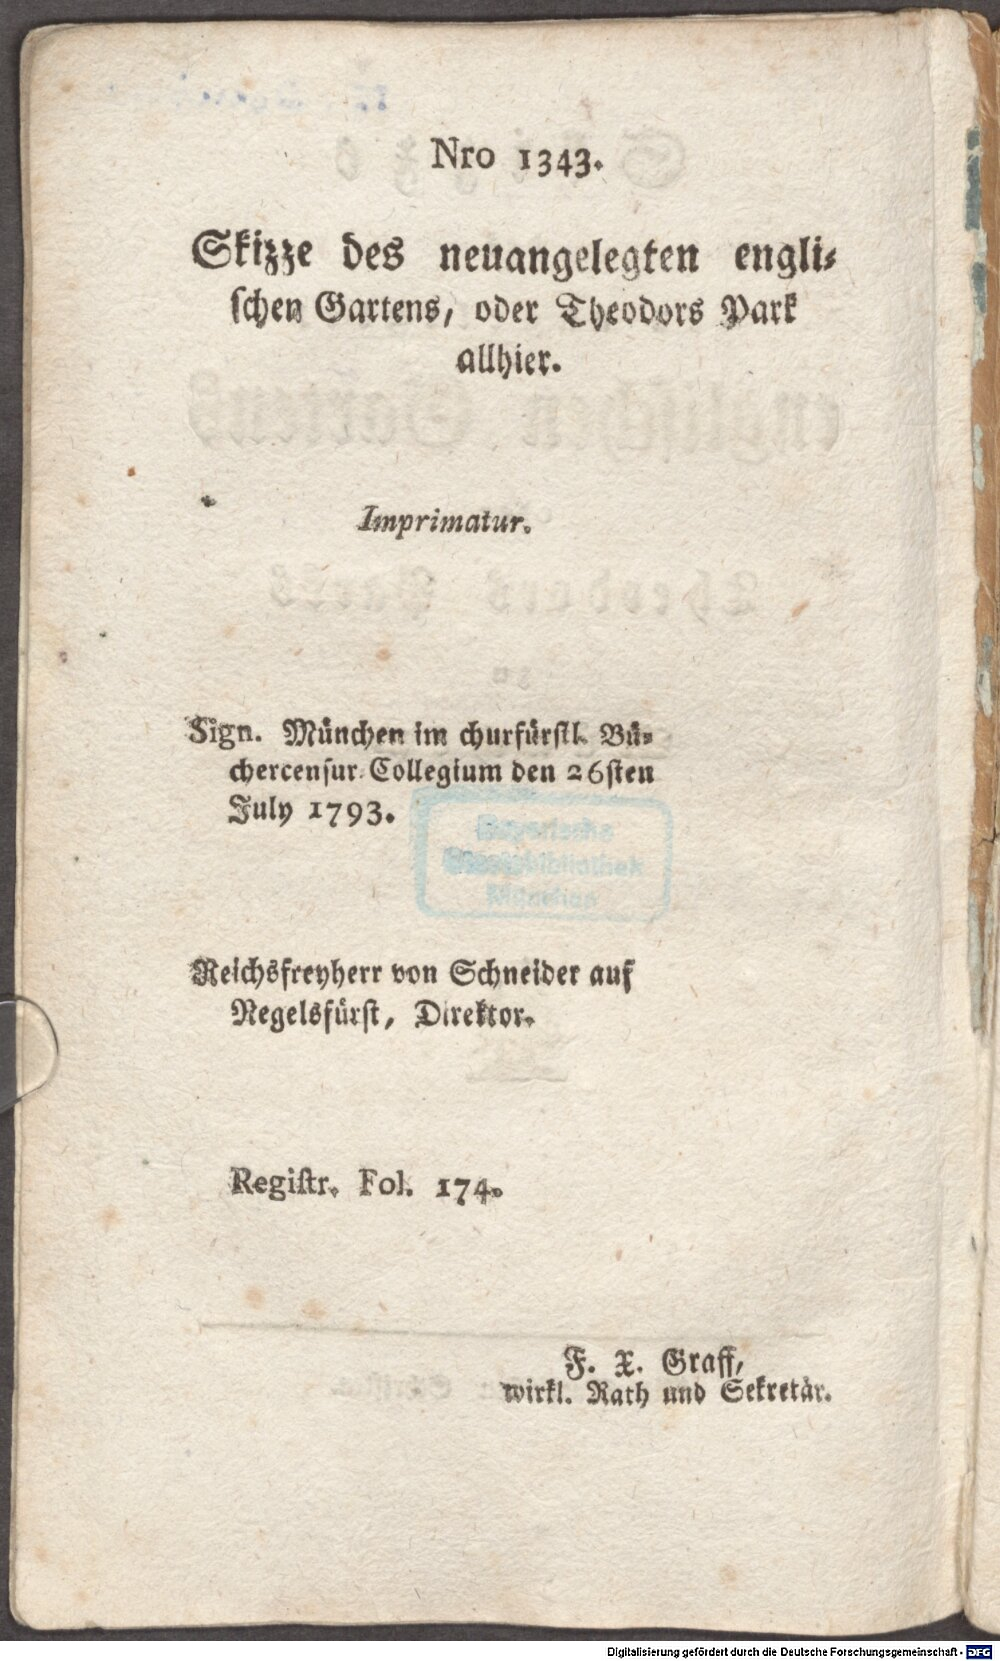 Nro 1343.
Skizze des neuangelegten engli-
schen Gartens, oder Theodors Park
allhier.
Imprimatur.
Sign. München im churfürstl. Bü-
chercensur-Collegium den 26sten
July 1793.
Bayerische
Staatsbibliothek
München
Reichsfreyherr von Schneider auf
Negelsfürst, Direktor.
Registr. Fol. 174.
F. X. Graff,
wirkl. Rath und Sekretär.
Digitalisierung gefördert durch die Deutsche Forschungsgemeinschaft - DFG